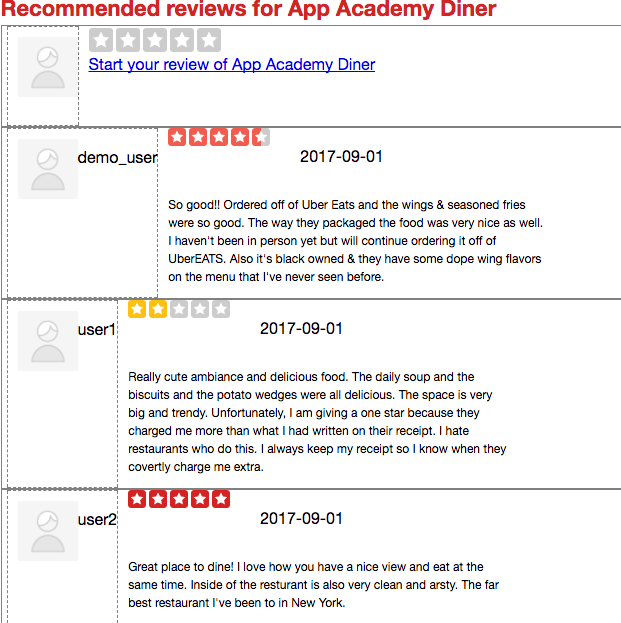 Recommended reviews for App Academy Diner
Start your review of App Academy Diner
demo_user
2017-09-01
So good!! Ordered off of Uber Eats and the wings & seasoned fries
were so good. The way they packaged the food was very nice as well.
I haven't been in person yet but will continue ordering it off of
UberEATS. Also it's black owned & they have some dope wing flavors
on the menu that I've never seen before.
user1
2017-09-01
Really cute ambiance and delicious food. The daily soup and the
biscuits and the potato wedges were all delicious. The space is very
big and trendy. Unfortunately, I am giving a one star because they
charged me more than what I had written on their receipt. I hate
restaurants who do this. I always keep my receipt so I know when they
covertly charge me extra.
user2
2017-09-01
Great place to dine! I love how you have a nice view and eat at the
same time. Inside of the resturant is also very clean and arsty. The far
best restaurant I've been to in New York.